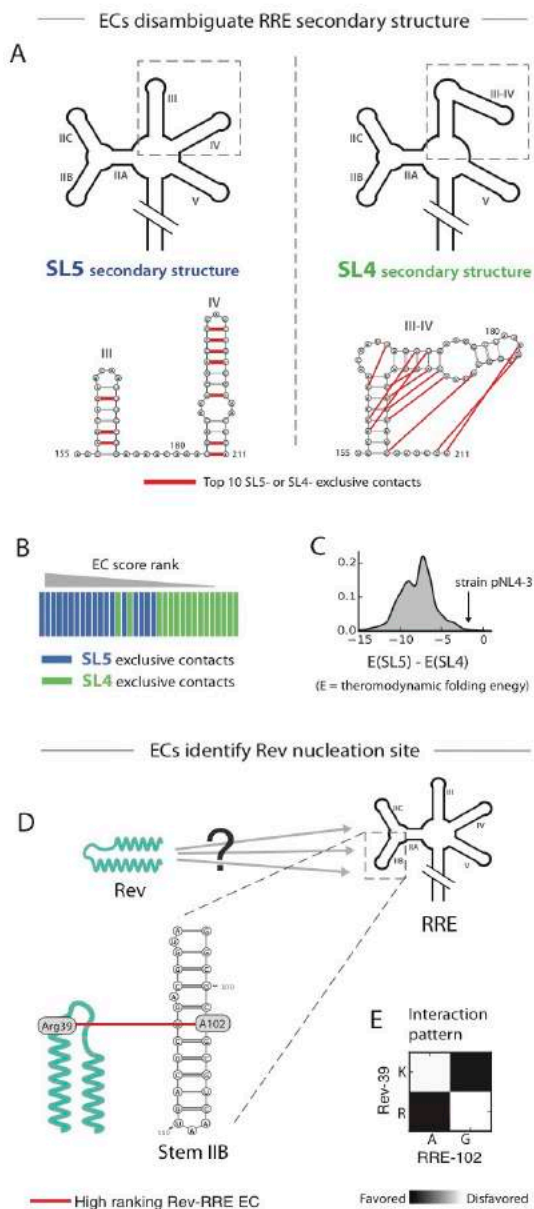 ECs disambiguate RRE secondary structure
A
III
IIC
IV
IIB
IIA
V
III-IV
IIC
IIB
IIA
V
SL5 secondary structure
SL4 secondary structure
III
IV
155
180
211
III-IV
180
155
211
Top 10 SL5- or SL4- exclusive contacts
B
EC score rank
SL5 exclusive contacts
SL4 exclusive contacts
C
0.2
0.1
0.0
strain pNL4-3
−15 −10 −5 0
E(SL5) - E(SL4)
(E = theromodynamic folding enegy)
ECs identify Rev nucleation site
D
Rev
?
III
IIC
IV
IIA
IIB
V
RRE
Arg39
A102
Stem IIB
E
Interaction
pattern
Rev-39
K
R
A G
RRE-102
High ranking Rev-RRE EC
Favored
Disfavored